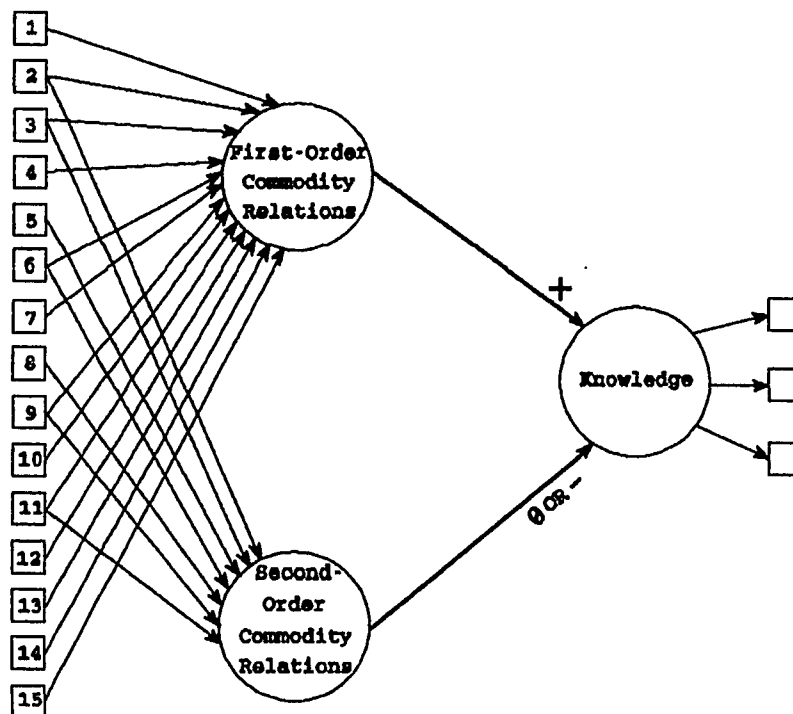 1
2
3
4
5
6
7
8
9
10
11
12
13
14
15
First-Order
Commodity
Relations
+
Knowledge
0 OR -
Second-
Order
Commodity
Relations